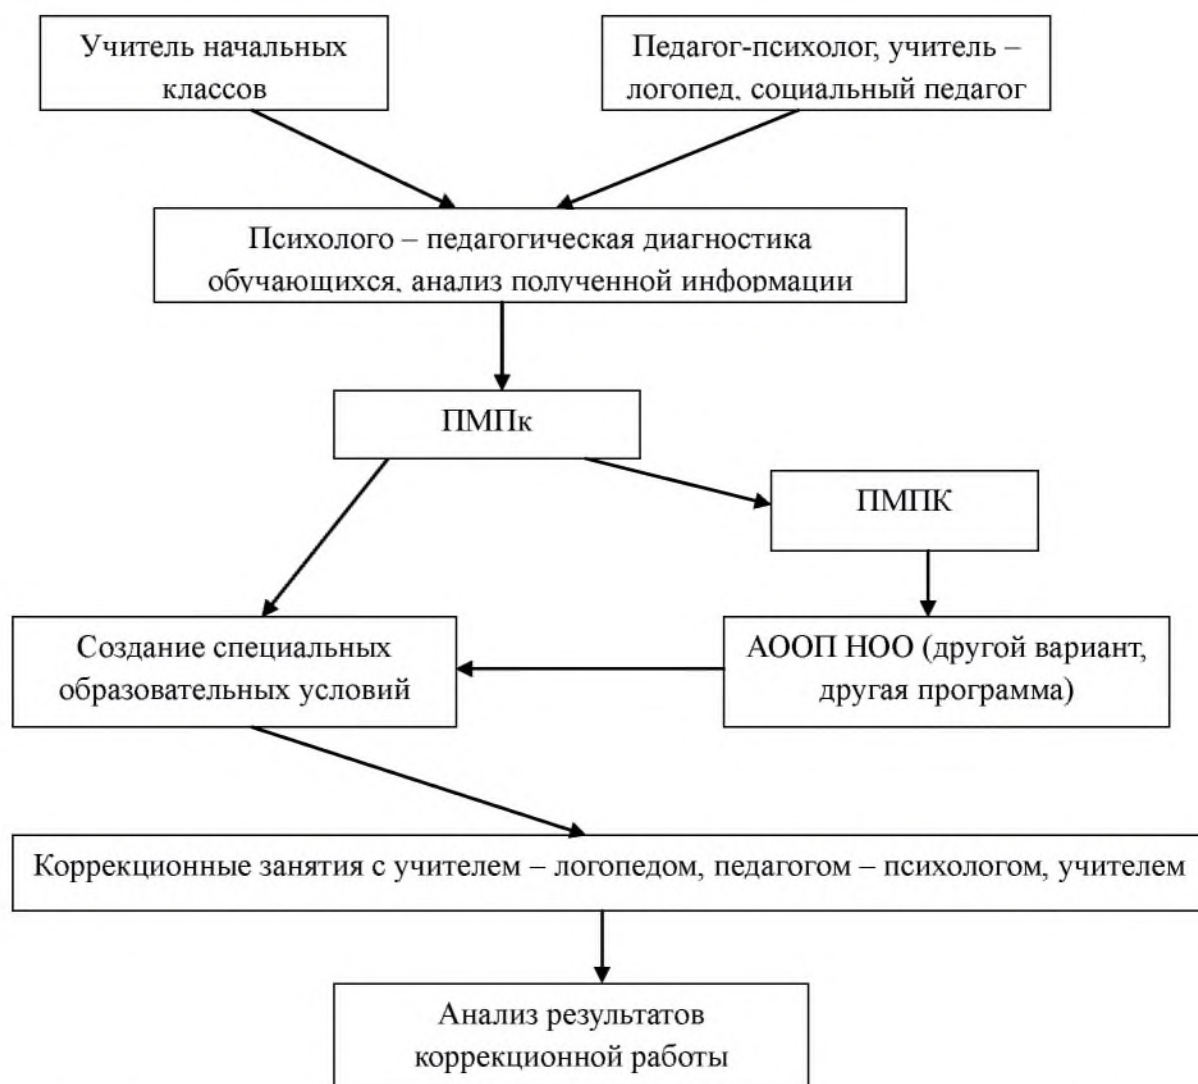 Учитель начальных
классов
Педагог-психолог, учитель –
логопед, социальный педагог
Психолого – педагогическая диагностика
обучающихся, анализ полученной информации
ПМПк
ПМПК
Создание специальных
образовательных условий
АООП НОО (другой вариант,
другая программа)
Коррекционные занятия с учителем – логопедом, педагогом – психологом, учителем
Анализ результатов
коррекционной работы